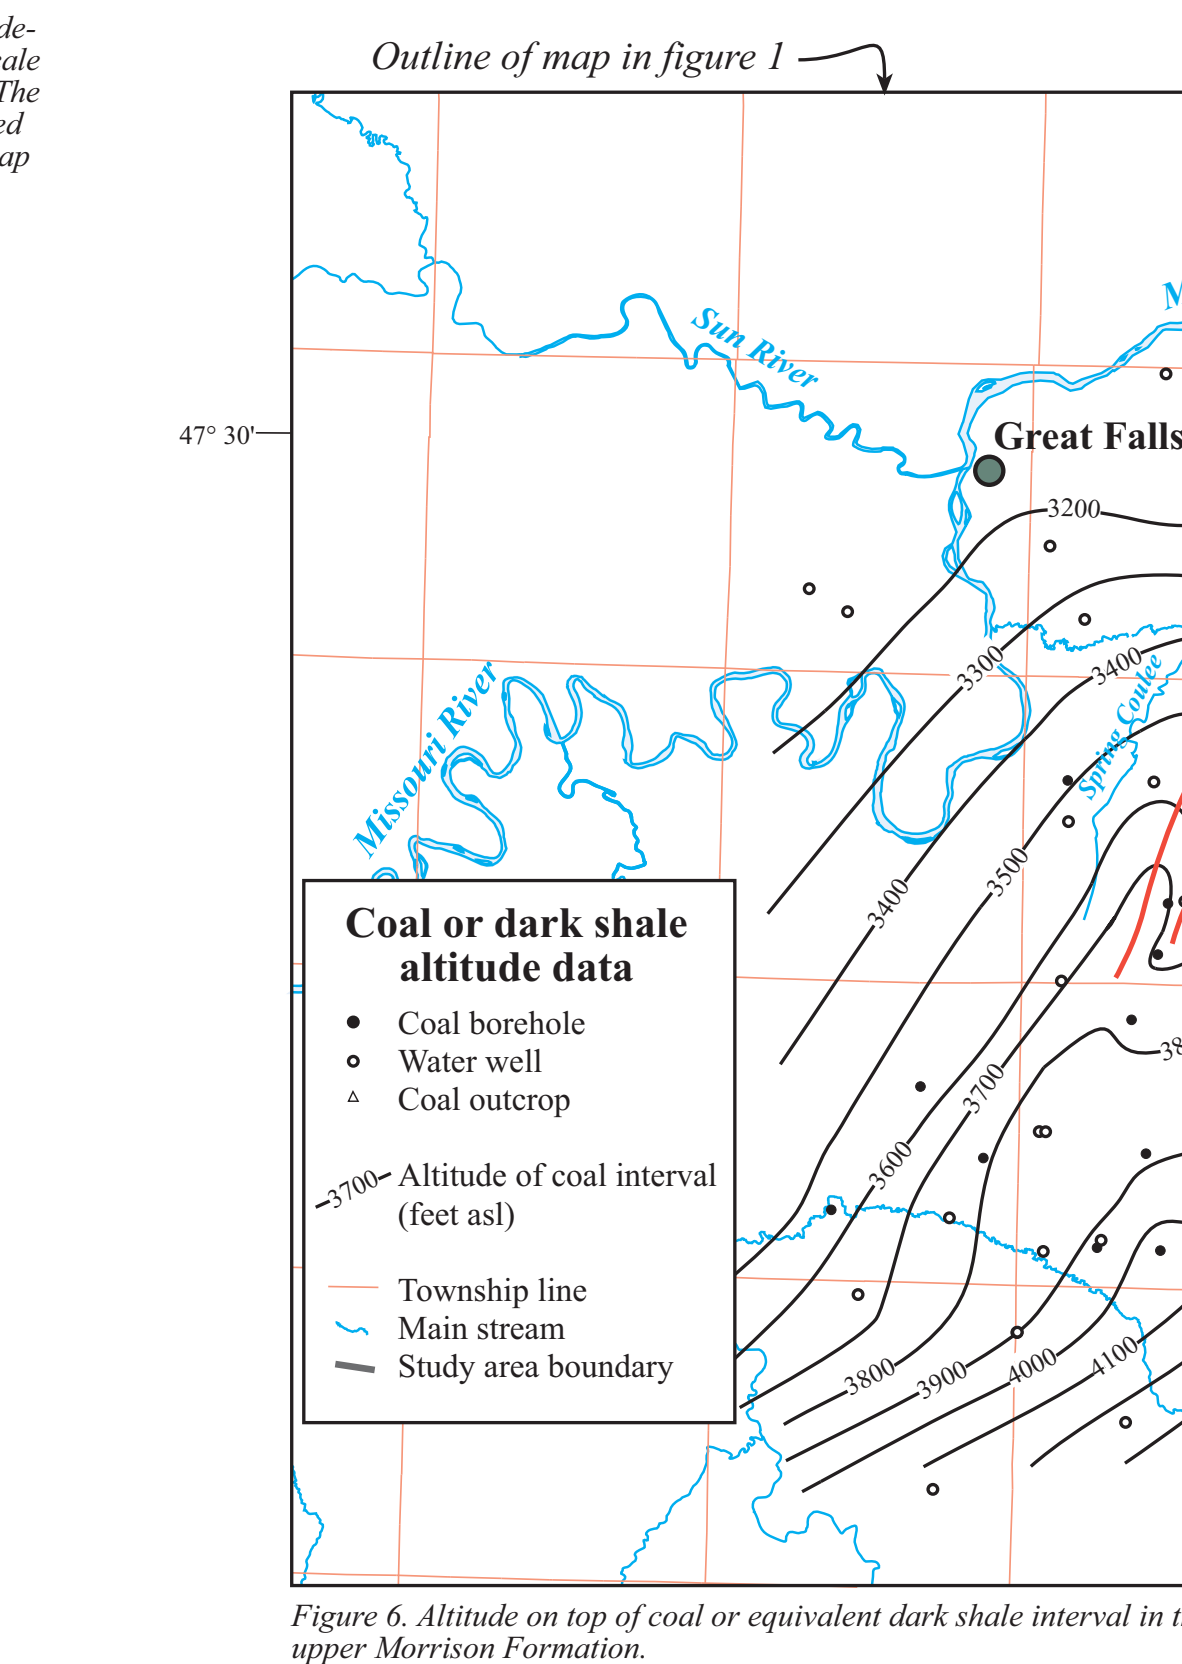 de-
ale
The
ed
ap
Outline of map in figure 1
M
Sun River
47° 30'
Great Falls
3200
3300
3400
Spring Coulee
Missouri River
3500
3400
Coal or dark shale
altitude data
Coal borehole
Water well
Coal outcrop
3700
Altitude of coal interval
(feet asl)
Township line
Main stream
Study area boundary
38
3700
3600
3800
3900
4000
4100
Figure 6. Altitude on top of coal or equivalent dark shale interval in t
upper Morrison Formation.